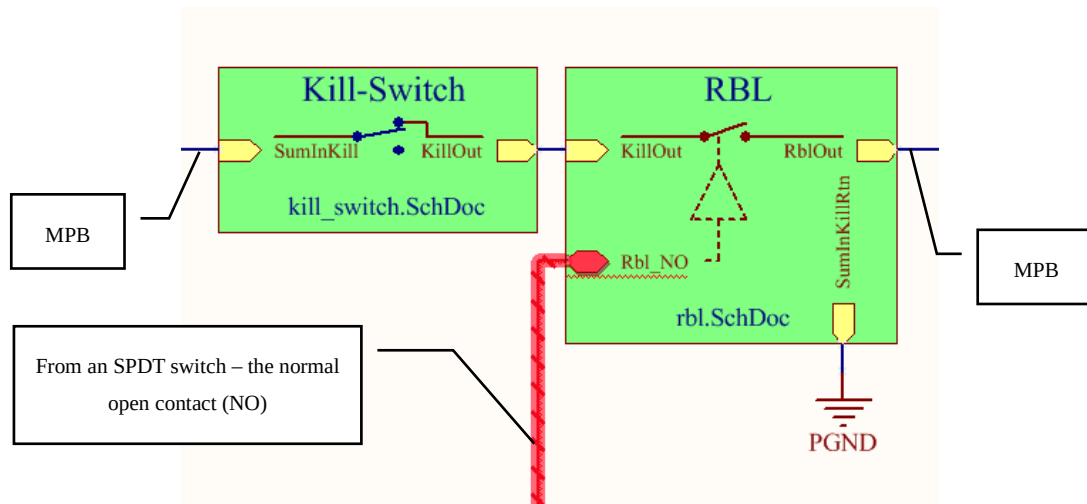 Kill-Switch
RBL
SumInKill
KillOut
KillOut
RblOut
kill_switch.SchDoc
MPB
MPB
Rbl_NO
SumInKillRtn
rbl.SchDoc
From an SPDT switch – the normal
open contact (NO)
PGND